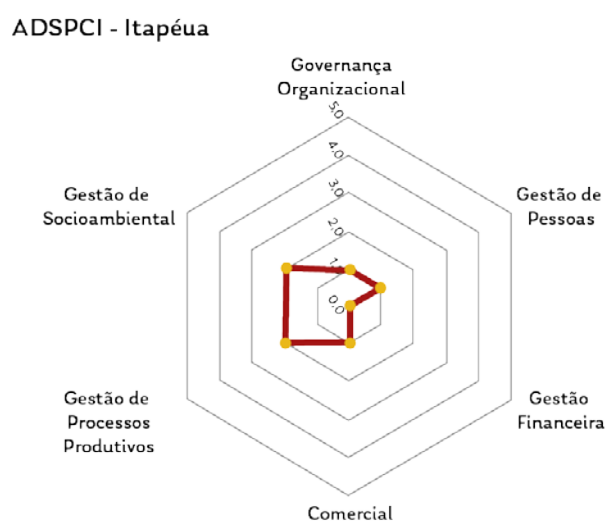 ADSPCI - Itapéua
Governança
Organizacional
5.0
4.0
3.0
2.0
0.0
Gestão de
Socioambiental
Gestão de
Pessoas
Gestão de
Processos
Produtivos
Gestão
Financeira
Comercial